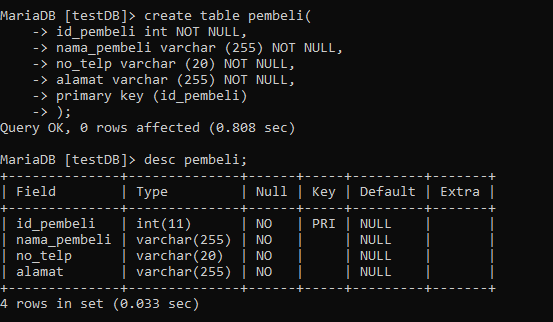 MariaDB [testDB]> create table pembeli(
    -> id_pembeli int NOT NULL,
    -> nama_pembeli varchar (255) NOT NULL,
    -> no_telp varchar (20) NOT NULL,
    -> alamat varchar (255) NOT NULL,
    -> primary key (id_pembeli)
    -> );
Query OK, 0 rows affected (0.808 sec)

MariaDB [testDB]> desc pembeli;
+--------------+--------------+------+-----+---------+-------+
| Field        | Type         | Null | Key | Default | Extra |
+--------------+--------------+------+-----+---------+-------+
| id_pembeli   | int(11)      | NO   | PRI | NULL    |       |
| nama_pembeli | varchar(255) | NO   |     | NULL    |       |
| no_telp      | varchar(20)  | NO   |     | NULL    |       |
| alamat       | varchar(255) | NO   |     | NULL    |       |
+--------------+--------------+------+-----+---------+-------+
4 rows in set (0.033 sec)